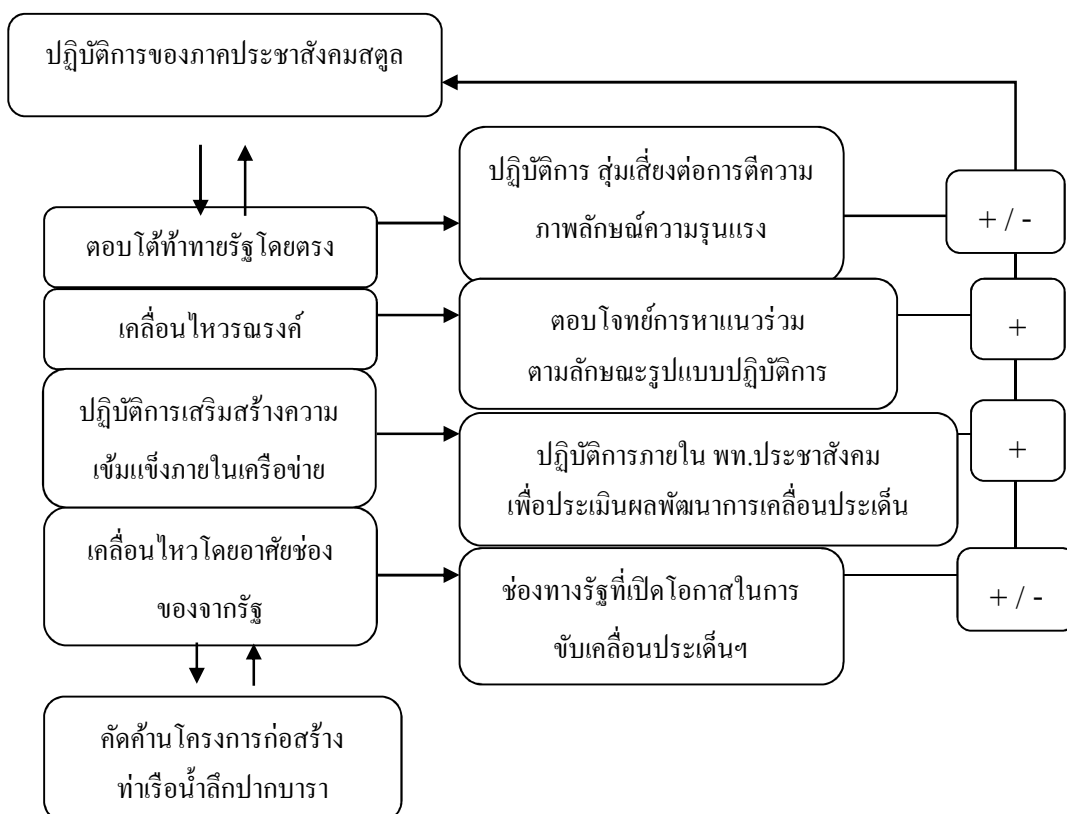 ปฏิบัติการของภาคประชาสังคมสตูล
ปฏิบัติการ สุ่มเสี่ยงต่อการตีความ
ภาพลักษณ์ความรุนแรง
+ / -
ตอบโต้ท้าทายรัฐโดยตรง
เคลื่อนไหวรณรงค์
ตอบโจทย์การหาแนวร่วม
ตามลักษณะรูปแบบปฏิบัติการ
+
ปฏิบัติการเสริมสร้างความ
เข้มแข็งภายในเครือข่าย
ปฏิบัติการภายใน พท.ประชาสังคม
เพื่อประเมินผลพัฒนาการเคลื่อนประเด็น
+
เคลื่อนไหวโดยอาศัยช่อง
ของจากรัฐ
ช่องทางรัฐที่เปิดโอกาสในการ
ขับเคลื่อนประเด็นฯ
+ / -
คัดค้านโครงการก่อสร้าง
ท่าเรือน้ำลึกปากบารา